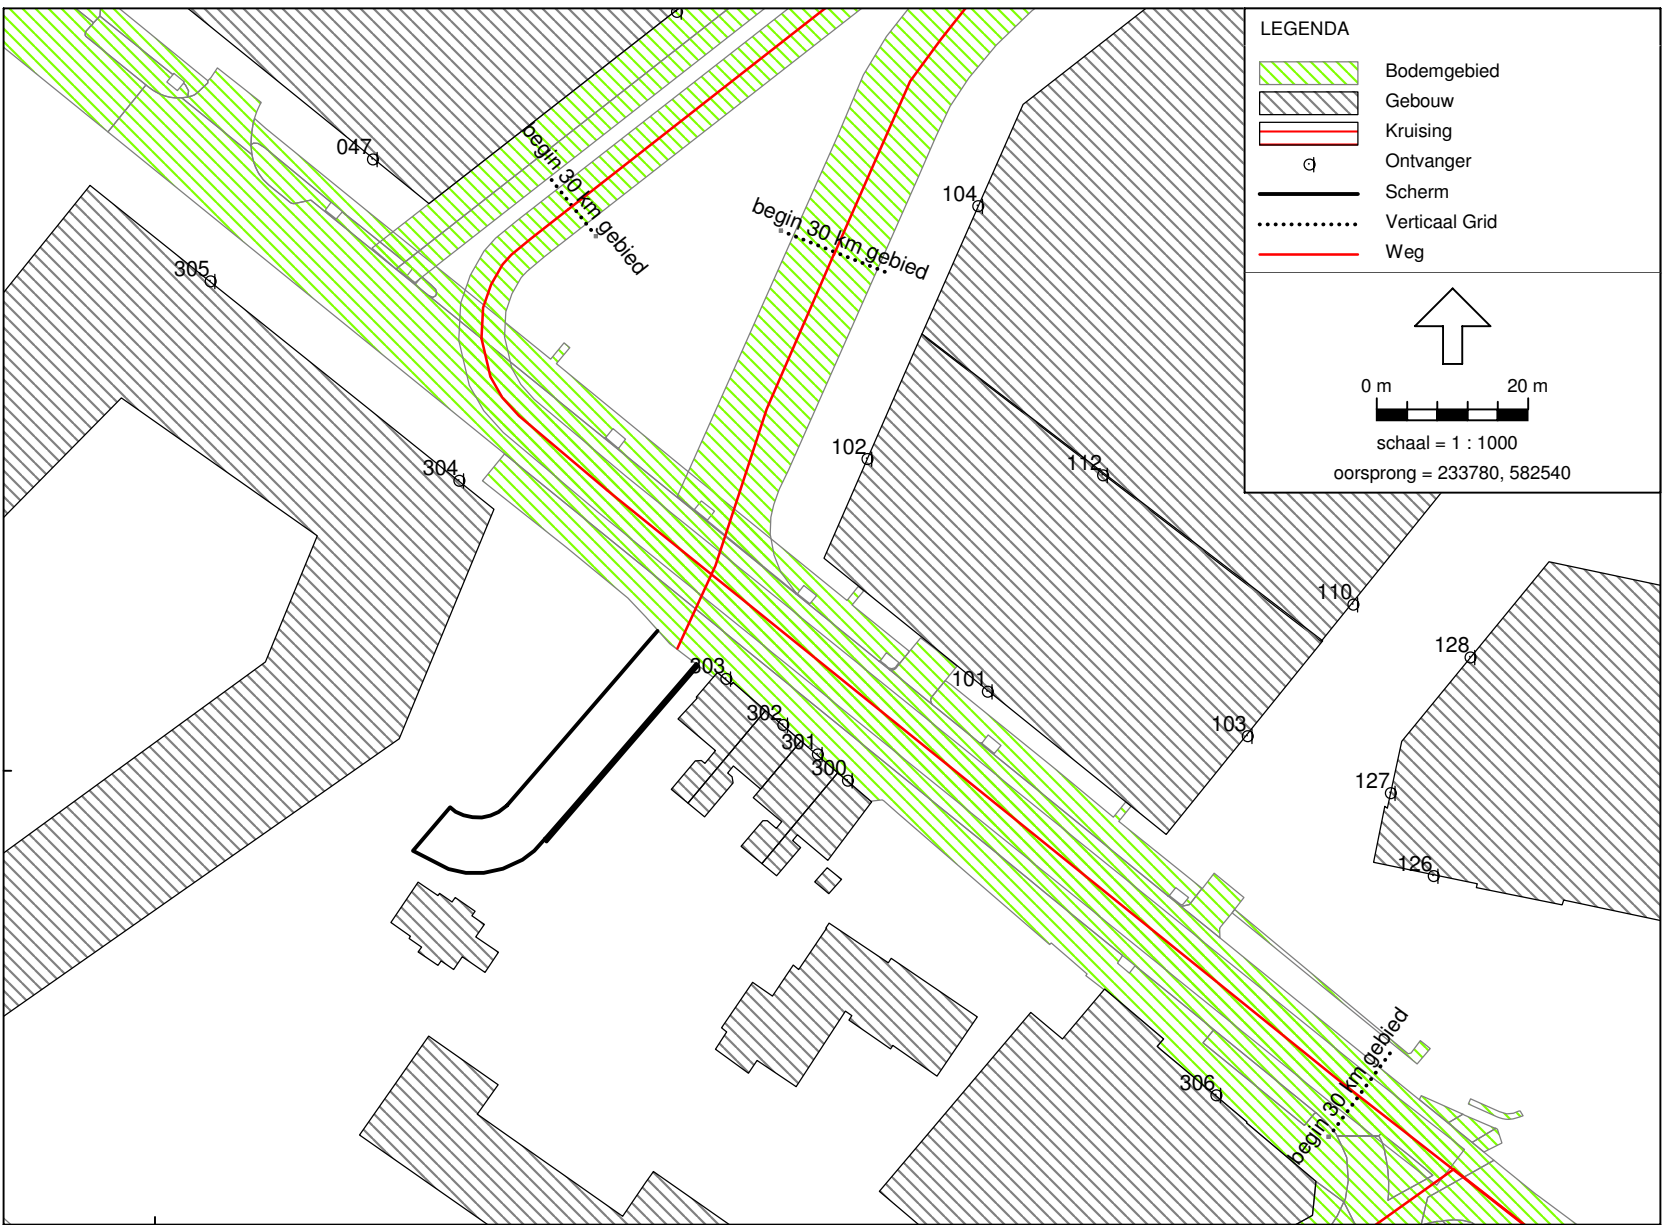 LEGENDA
Bodemgebied
Gebouw
Kruising
Ontvanger
Scherm
Verticaal Grid
Weg
0 m 20 m
schaal = 1 : 1000
oorsprong = 233780, 582540
047
begin 30 km gebied
begin 30 km gebied
104
305
102
112
304
110
128
303
101
302
103
301
300
127
126
306
begin 30 km gebied